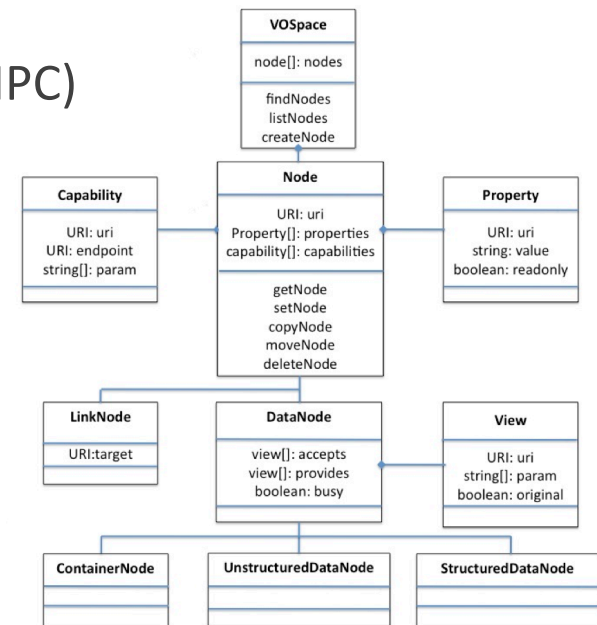 VOSpace
node[]: nodes
findNodes
listNodes
createNode
IPC)
Node
URI: uri
Property[]: properties
capability[]: capabilities
getNode
setNode
copyNode
moveNode
deleteNode
Capability
URI: uri
URI: endpoint
string[]: param
Property
URI: uri
string: value
boolean: readonly
LinkNode
URI:target
DataNode
view[]: accepts
view[]: provides
boolean: busy
View
URI: uri
string[]: param
boolean: original
ContainerNode
UnstructuredDataNode
StructuredDataNode